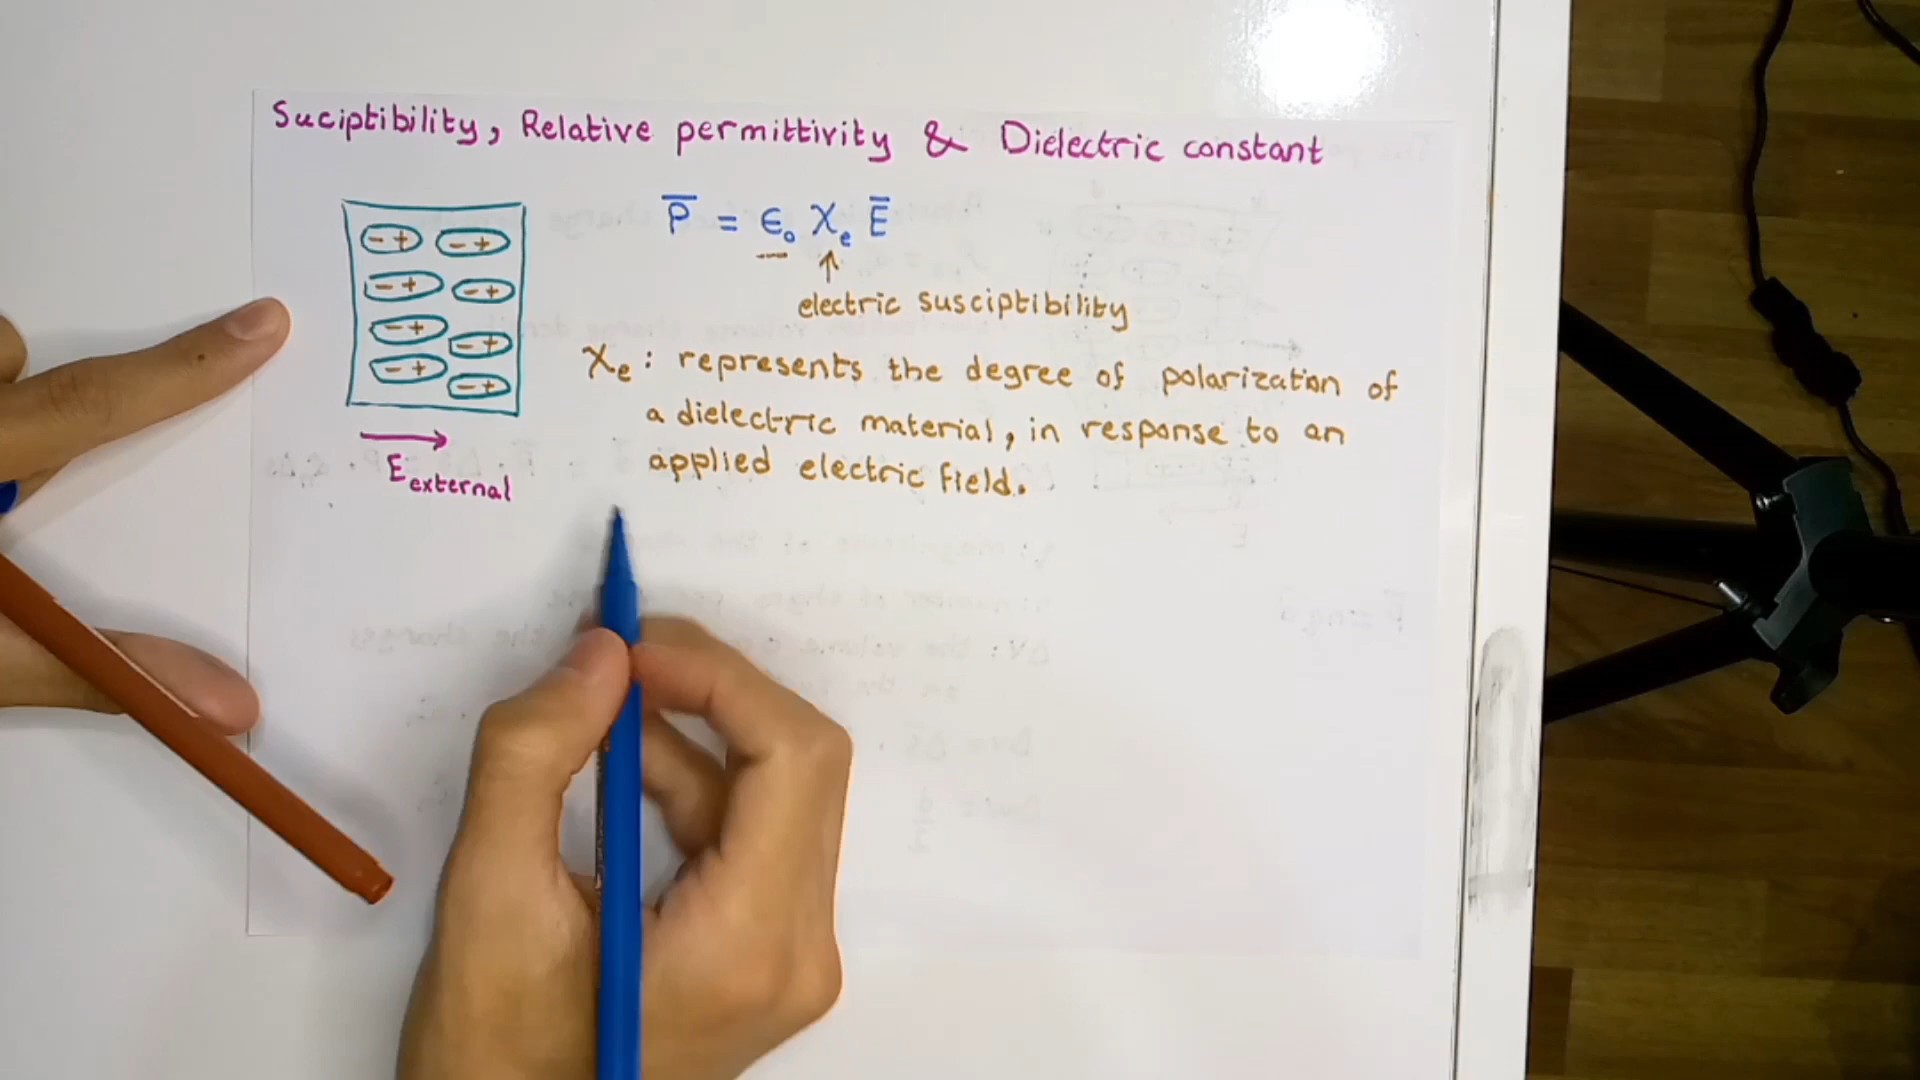 Suciptibility, Relative permittivity & Dielectric constant
P̅ = ϵ₀ χₑ E̅
electric susciptibility
χₑ : represents the degree of polarization of
a dielectric material, in response to an
applied electric field.
- + - +
- + - +
- + - +
- + - +
E external